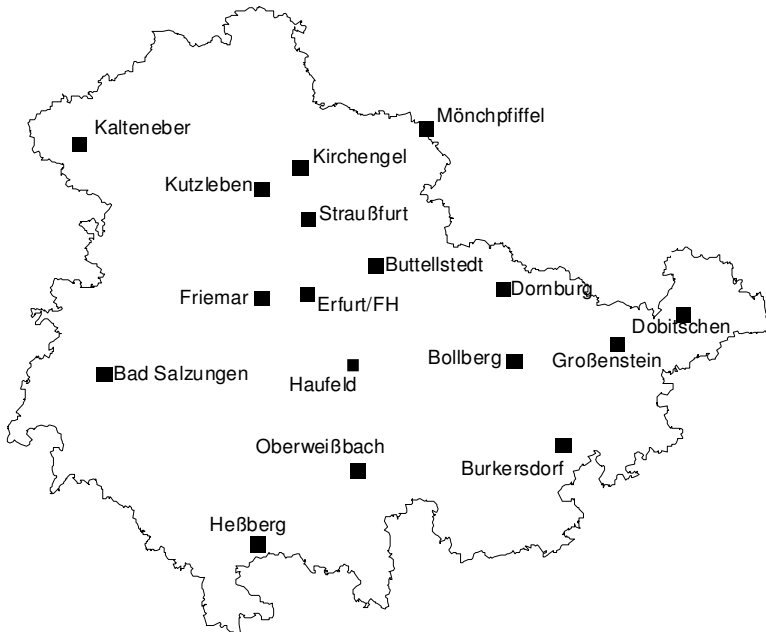 Mönchpfiffel
Kalteneber
Kirchengel
Kutzleben
Straußfurt
Buttellstedt
Dornburg
Friemar
Erfurt/FH
Dobitschen
Bollberg
Großenstein
Bad Salzungen
Haufeld
Oberweißbach
Burkersdorf
Heßberg